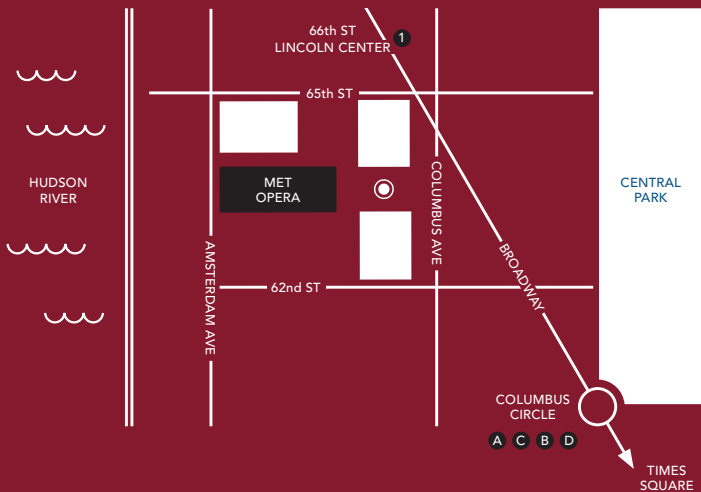 66th ST
LINCOLN CENTER 1
65th ST
HUDSON
RIVER
MET
OPERA
CENTRAL
PARK
COLUMBUS AVE
AMSTERDAM AVE
BROADWAY
62nd ST
COLUMBUS
CIRCLE
A C B D
TIMES
SQUARE